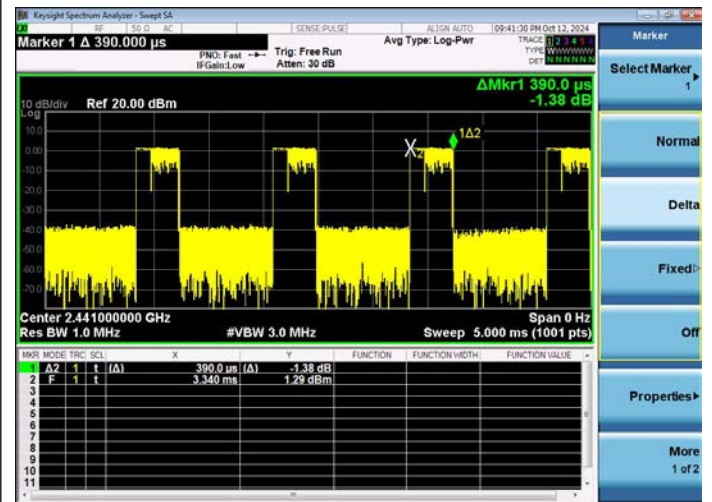 Keysight Spectrum Analyzer - Swept SA
RF 50 Ω AC SENSE:PULSE ALIGN AUTO 09:41:30 PM Oct 12, 2024
Marker 1 Δ 390.000 µs
PNO: Fast Trig: Free Run Avg Type: Log-Pwr TRACE 1 2 3 4 5 6
IFGain:Low Atten: 30 dB TYPE WWWWWW
DET N N N N N N
ΔMkr1 390.0 µs
-1.38 dB
10 dB/div Ref 20.00 dBm
Log
10.0
0.00
-10.0
-20.0
-30.0
-40.0
-50.0
-60.0
-70.0
X2
1Δ2
Center 2.441000000 GHz Span 0 Hz
Res BW 1.0 MHz #VBW 3.0 MHz Sweep 5.000 ms (1001 pts)
MKR MODE TRC SCL X Y FUNCTION FUNCTION WIDTH FUNCTION VALUE
1 Δ2 1 t (Δ) 390.0 µs (Δ) -1.38 dB
2 F 1 t 3.340 ms 1.29 dBm
3
4
5
6
7
8
9
10
11
Marker
Select Marker
1
Normal
Delta
Fixed
Off
Properties
More
1 of 2